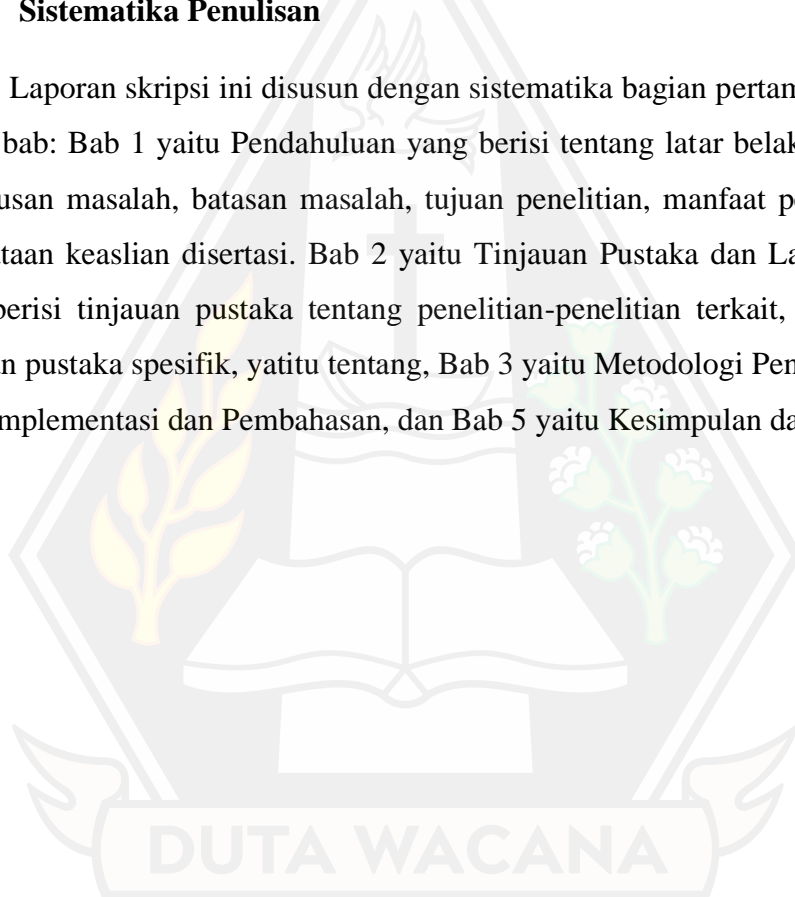 Sistematika Penulisan
Laporan skripsi ini disusun dengan sistematika bagian pertam
bab: Bab 1 yaitu Pendahuluan yang berisi tentang latar belak
usan masalah, batasan masalah, tujuan penelitian, manfaat pe
ataan keaslian disertasi. Bab 2 yaitu Tinjauan Pustaka dan La
berisi tinjauan pustaka tentang penelitian-penelitian terkait,
n pustaka spesifik, yatitu tentang, Bab 3 yaitu Metodologi Pen
mplementasi dan Pembahasan, dan Bab 5 yaitu Kesimpulan da
DUTA WACANA